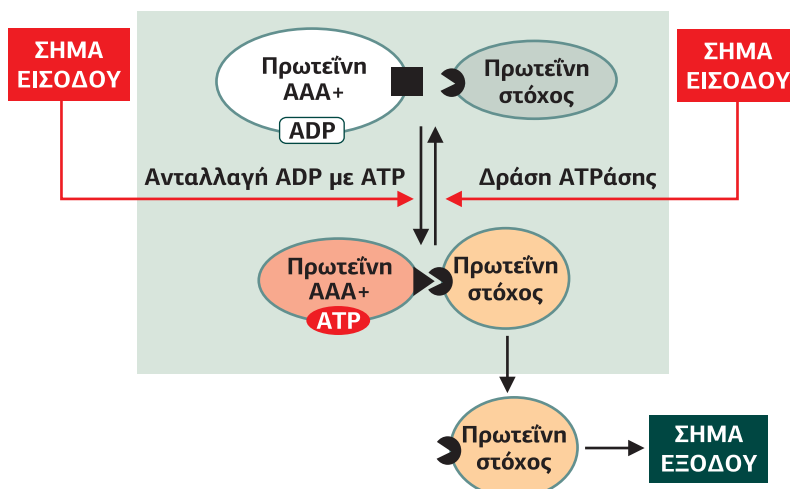 ΣΗΜΑ
ΕΙΣΟΔΟΥ
Πρωτεΐνη
ΑΑΑ+
ADP
Πρωτεΐνη
στόχος
ΣΗΜΑ
ΕΙΣΟΔΟΥ
Ανταλλαγή ADP με ATP
Δράση ATPάσης
Πρωτεΐνη
ΑΑΑ+
ATP
Πρωτεΐνη
στόχος
Πρωτεΐνη
στόχος
ΣΗΜΑ
ΕΞΟΔΟΥ